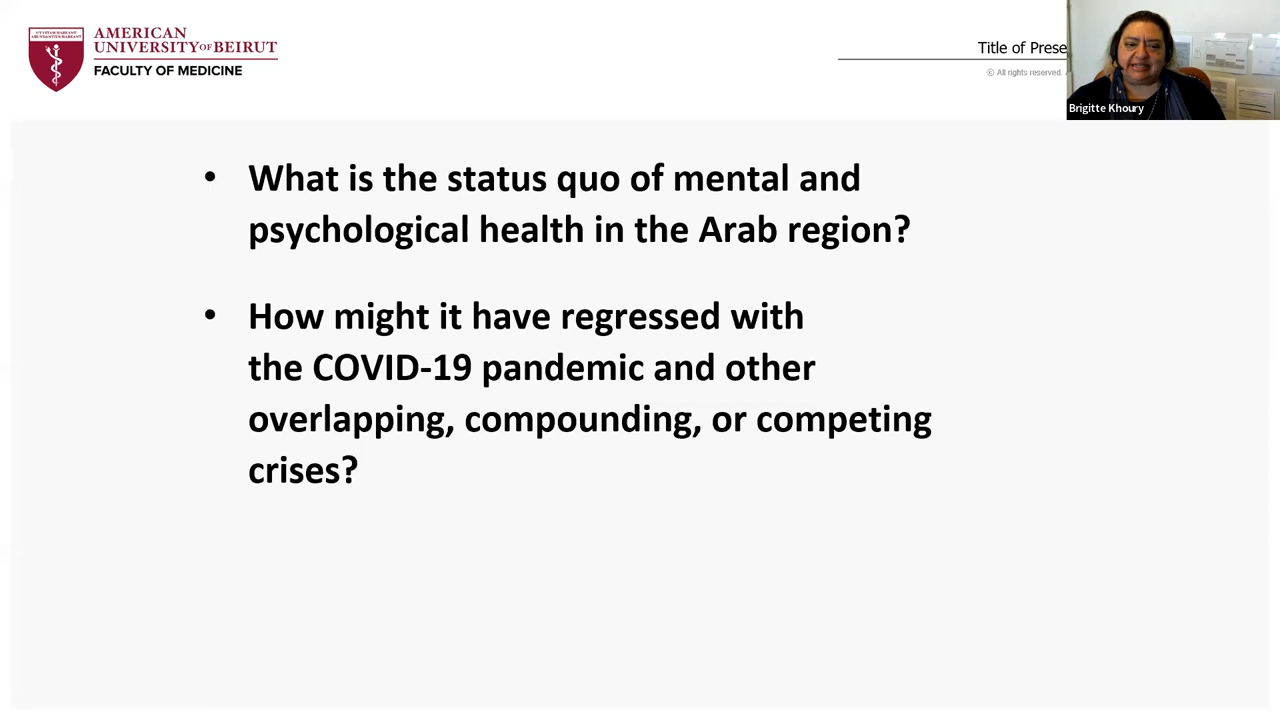 AMERICAN
UNIVERSITY OF BEIRUT
FACULTY OF MEDICINE
Title of Prese
© All rights reserved.
Brigitte Khoury
• What is the status quo of mental and
psychological health in the Arab region?
• How might it have regressed with
the COVID-19 pandemic and other
overlapping, compounding, or competing
crises?